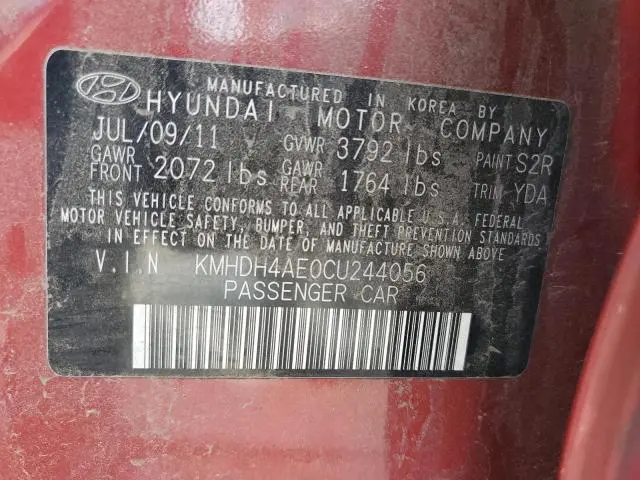 MANUFACTURED IN KOREA BY
HYUNDAI MOTOR COMPANY
JUL/09/11 GVWR 3792 lbs PAINT S2R
GAWR FRONT 2072 lbs GAWR REAR 1764 lbs TRIM YDA
THIS VEHICLE CONFORMS TO ALL APPLICABLE U.S.A. FEDERAL
MOTOR VEHICLE SAFETY, BUMPER, AND THEFT PREVENTION STANDARDS
IN EFFECT ON THE DATE OF MANUFACTURE SHOWN ABOVE.
V.I.N KMHDH4AE0CU244056
PASSENGER CAR